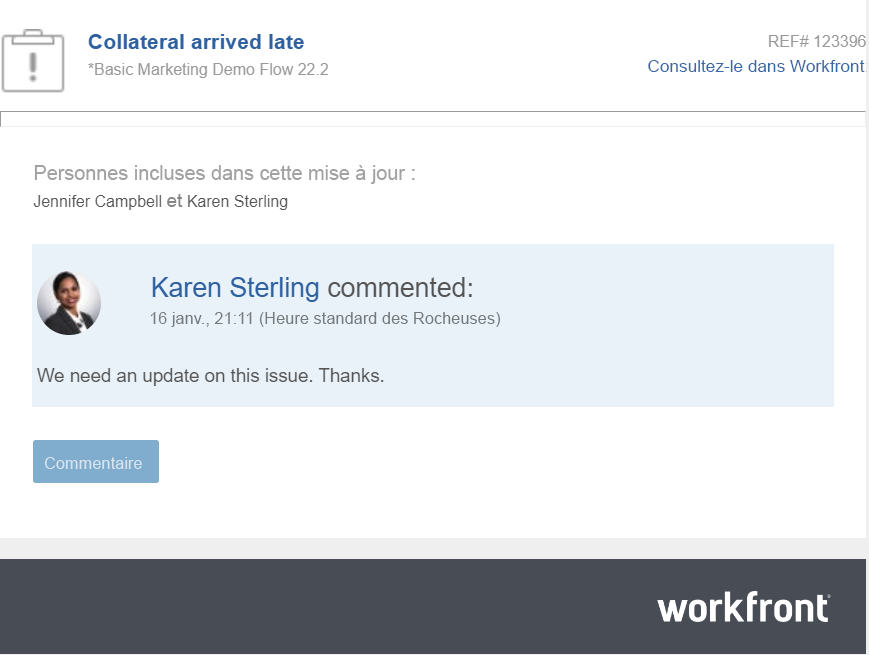 Collateral arrived late
REF# 123396
*Basic Marketing Demo Flow 22.2
Consultez-le dans Workfront
Personnes incluses dans cette mise à jour :
Jennifer Campbell et Karen Sterling
Karen Sterling commented:
16 janv., 21:11 (Heure standard des Rocheuses)
We need an update on this issue. Thanks.
Commentaire
workfront